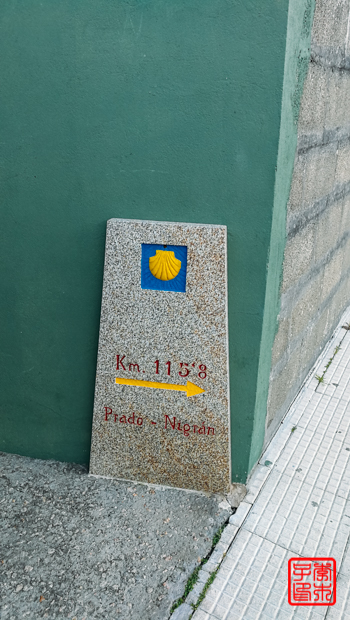 Km. 115'8
Prado - Nigrán